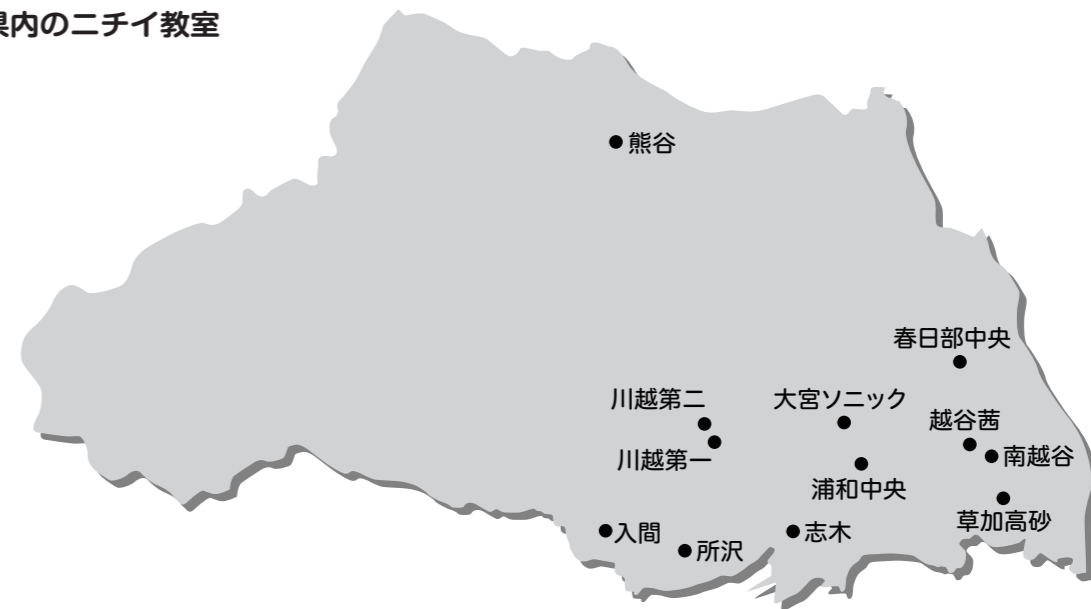 県内のニチイ教室
熊谷
春日部中央
川越第二
大宮ソニック
越谷茜
川越第一
南越谷
浦和中央
草加高砂
入間
志木
所沢